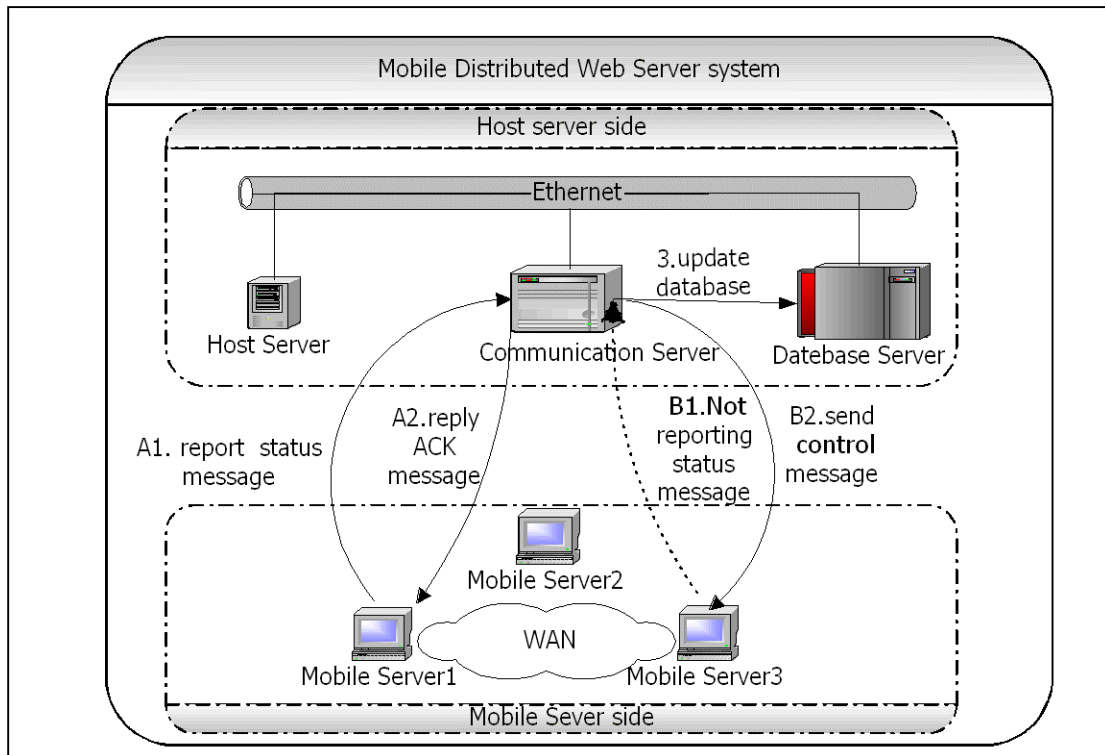 Mobile Distributed Web Server system
Host server side
Ethernet
3.update
database
Host Server
Communication Server
Datebase Server
A1. report status
message
A2.reply
ACK
message
B1.Not
reporting
status
message
B2.send
control
message
Mobile Server2
WAN
Mobile Server1
Mobile Server3
Mobile Sever side